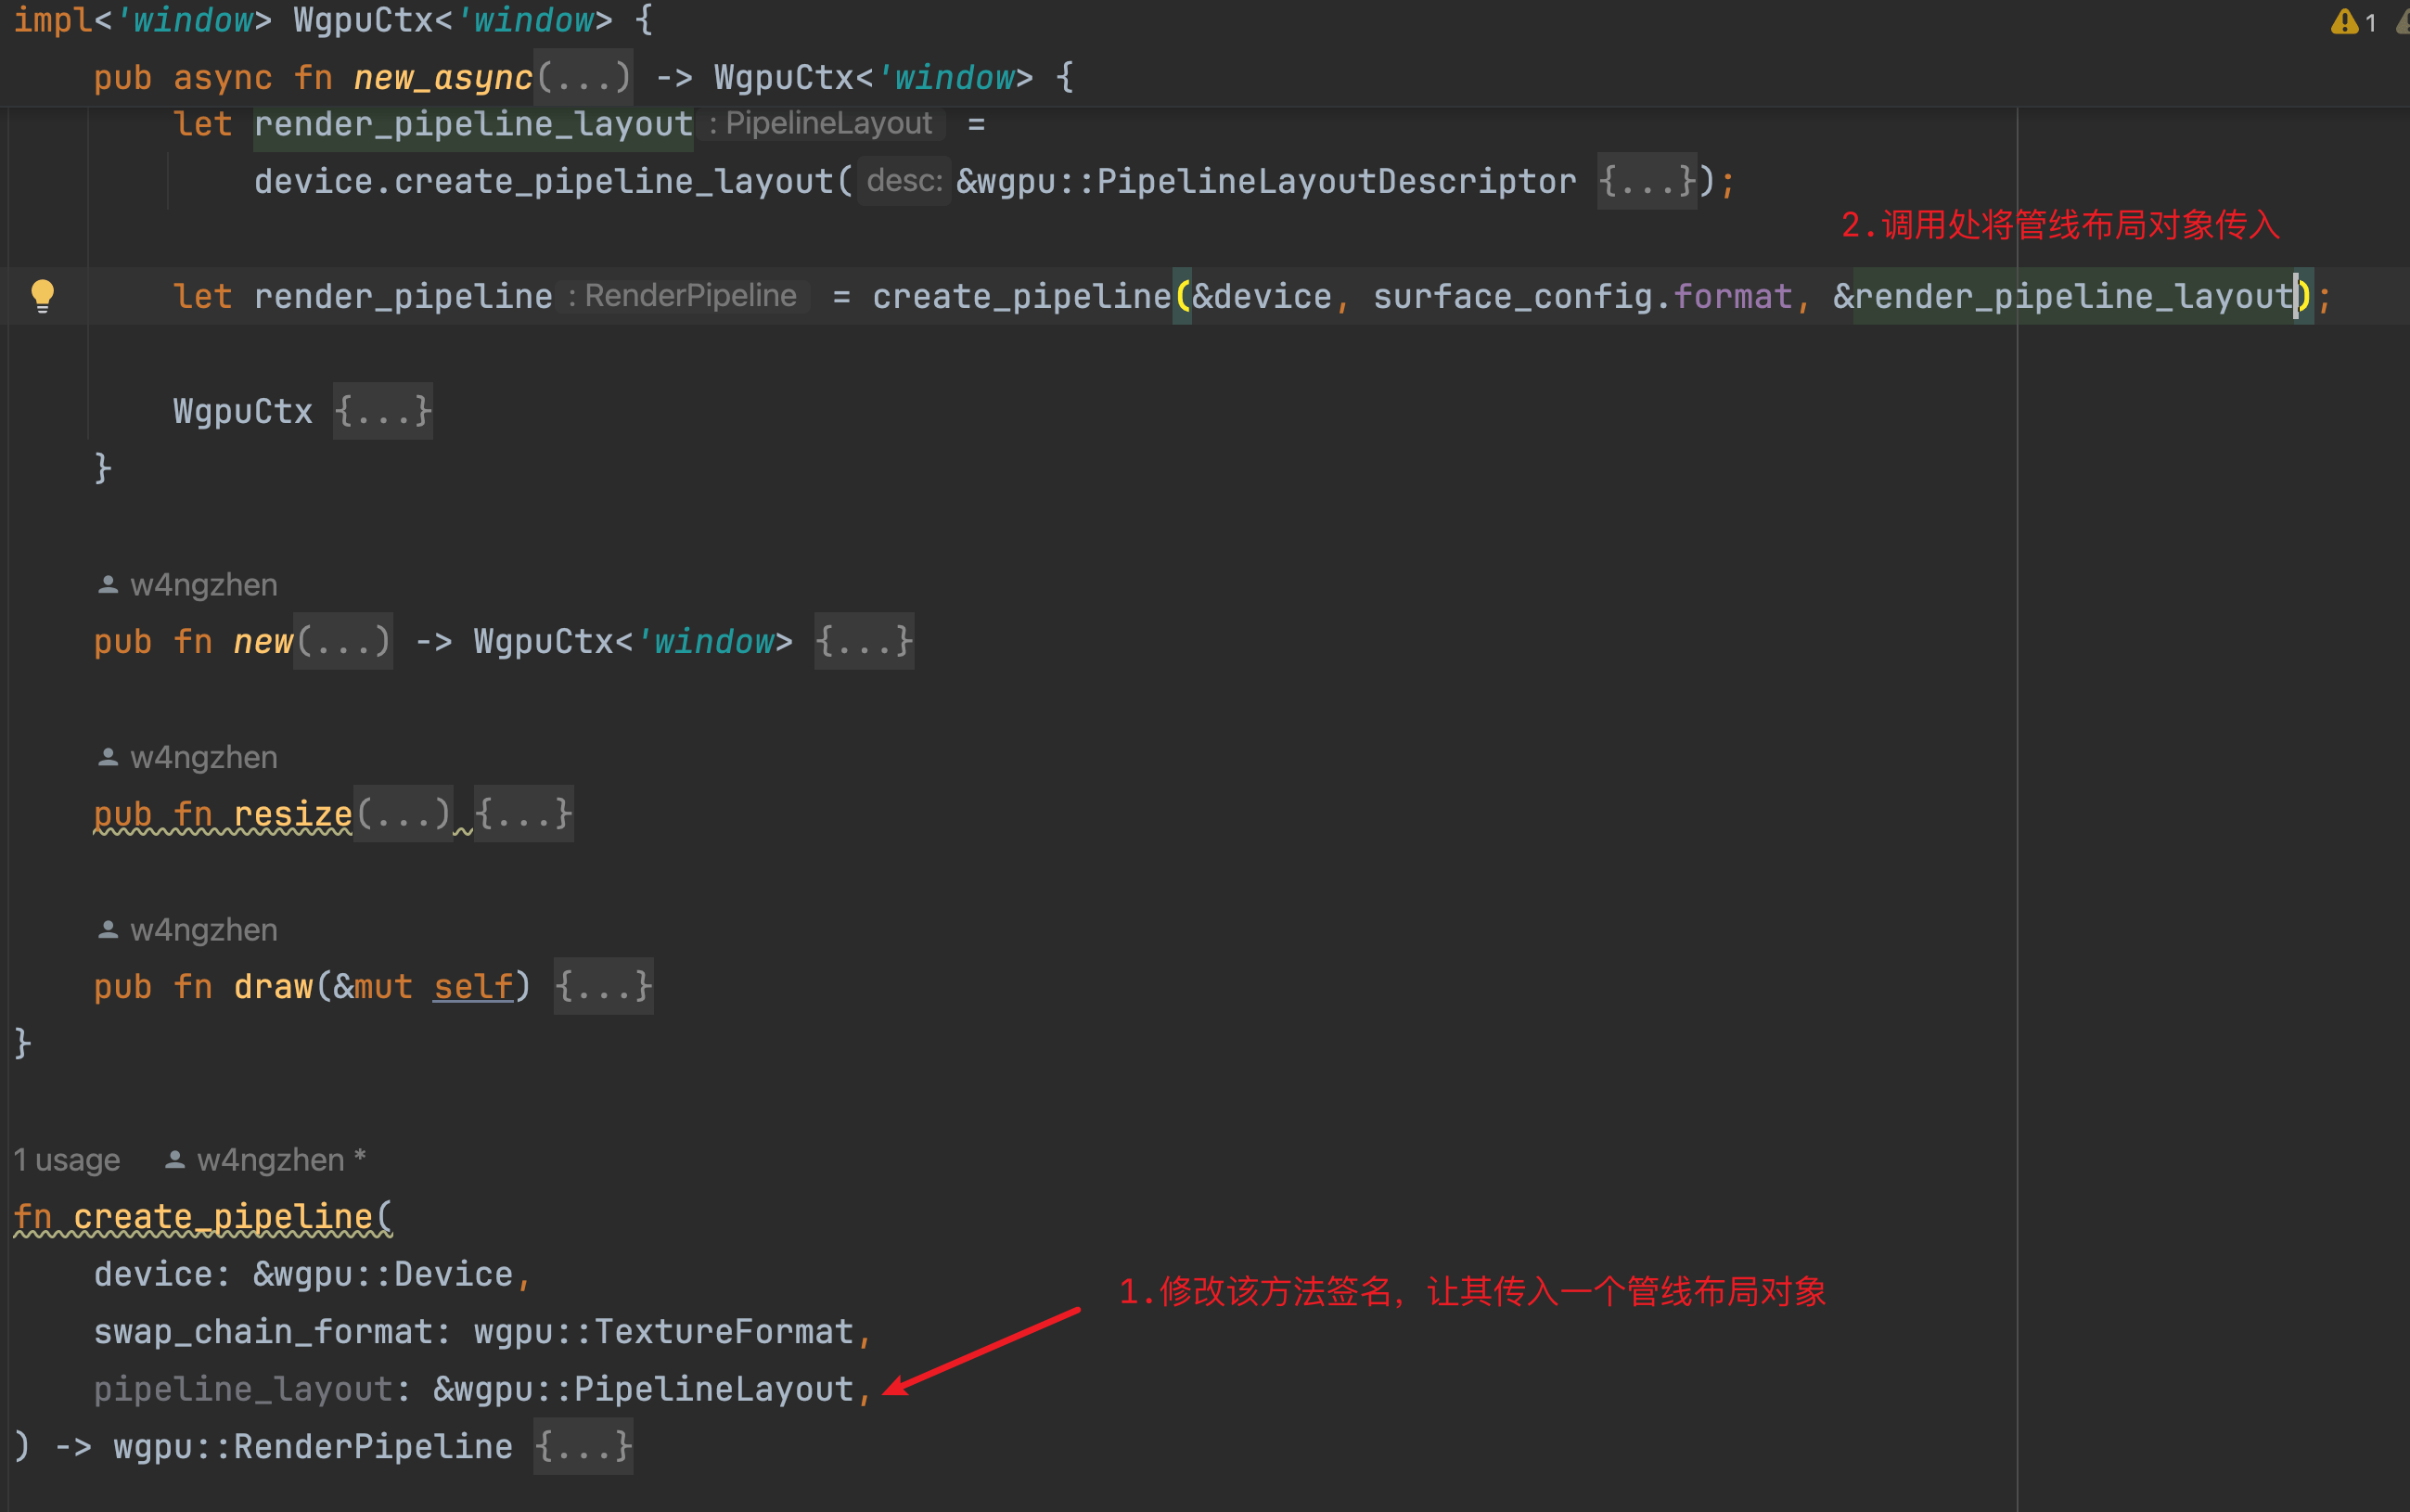 impl<'window> WgpuCtx<'window> {
1
pub async fn new_async(...) -> WgpuCtx<'window> {
let render_pipeline_layout : PipelineLayout =
device.create_pipeline_layout( desc: &wgpu::PipelineLayoutDescriptor {...});
2.调用处将管线布局对象传入
let render_pipeline : RenderPipeline = create_pipeline(&device, surface_config.format, &render_pipeline_layout);
WgpuCtx {...}
}
w4ngzhen
pub fn new(...) -> WgpuCtx<'window> {...}
w4ngzhen
pub fn resize(...) {...}
w4ngzhen
pub fn draw(&mut self) {...}
}
1 usage w4ngzhen *
fn create_pipeline(
device: &wgpu::Device,
1.修改该方法签名，让其传入一个管线布局对象
swap_chain_format: wgpu::TextureFormat,
pipeline_layout: &wgpu::PipelineLayout,
) -> wgpu::RenderPipeline {...}